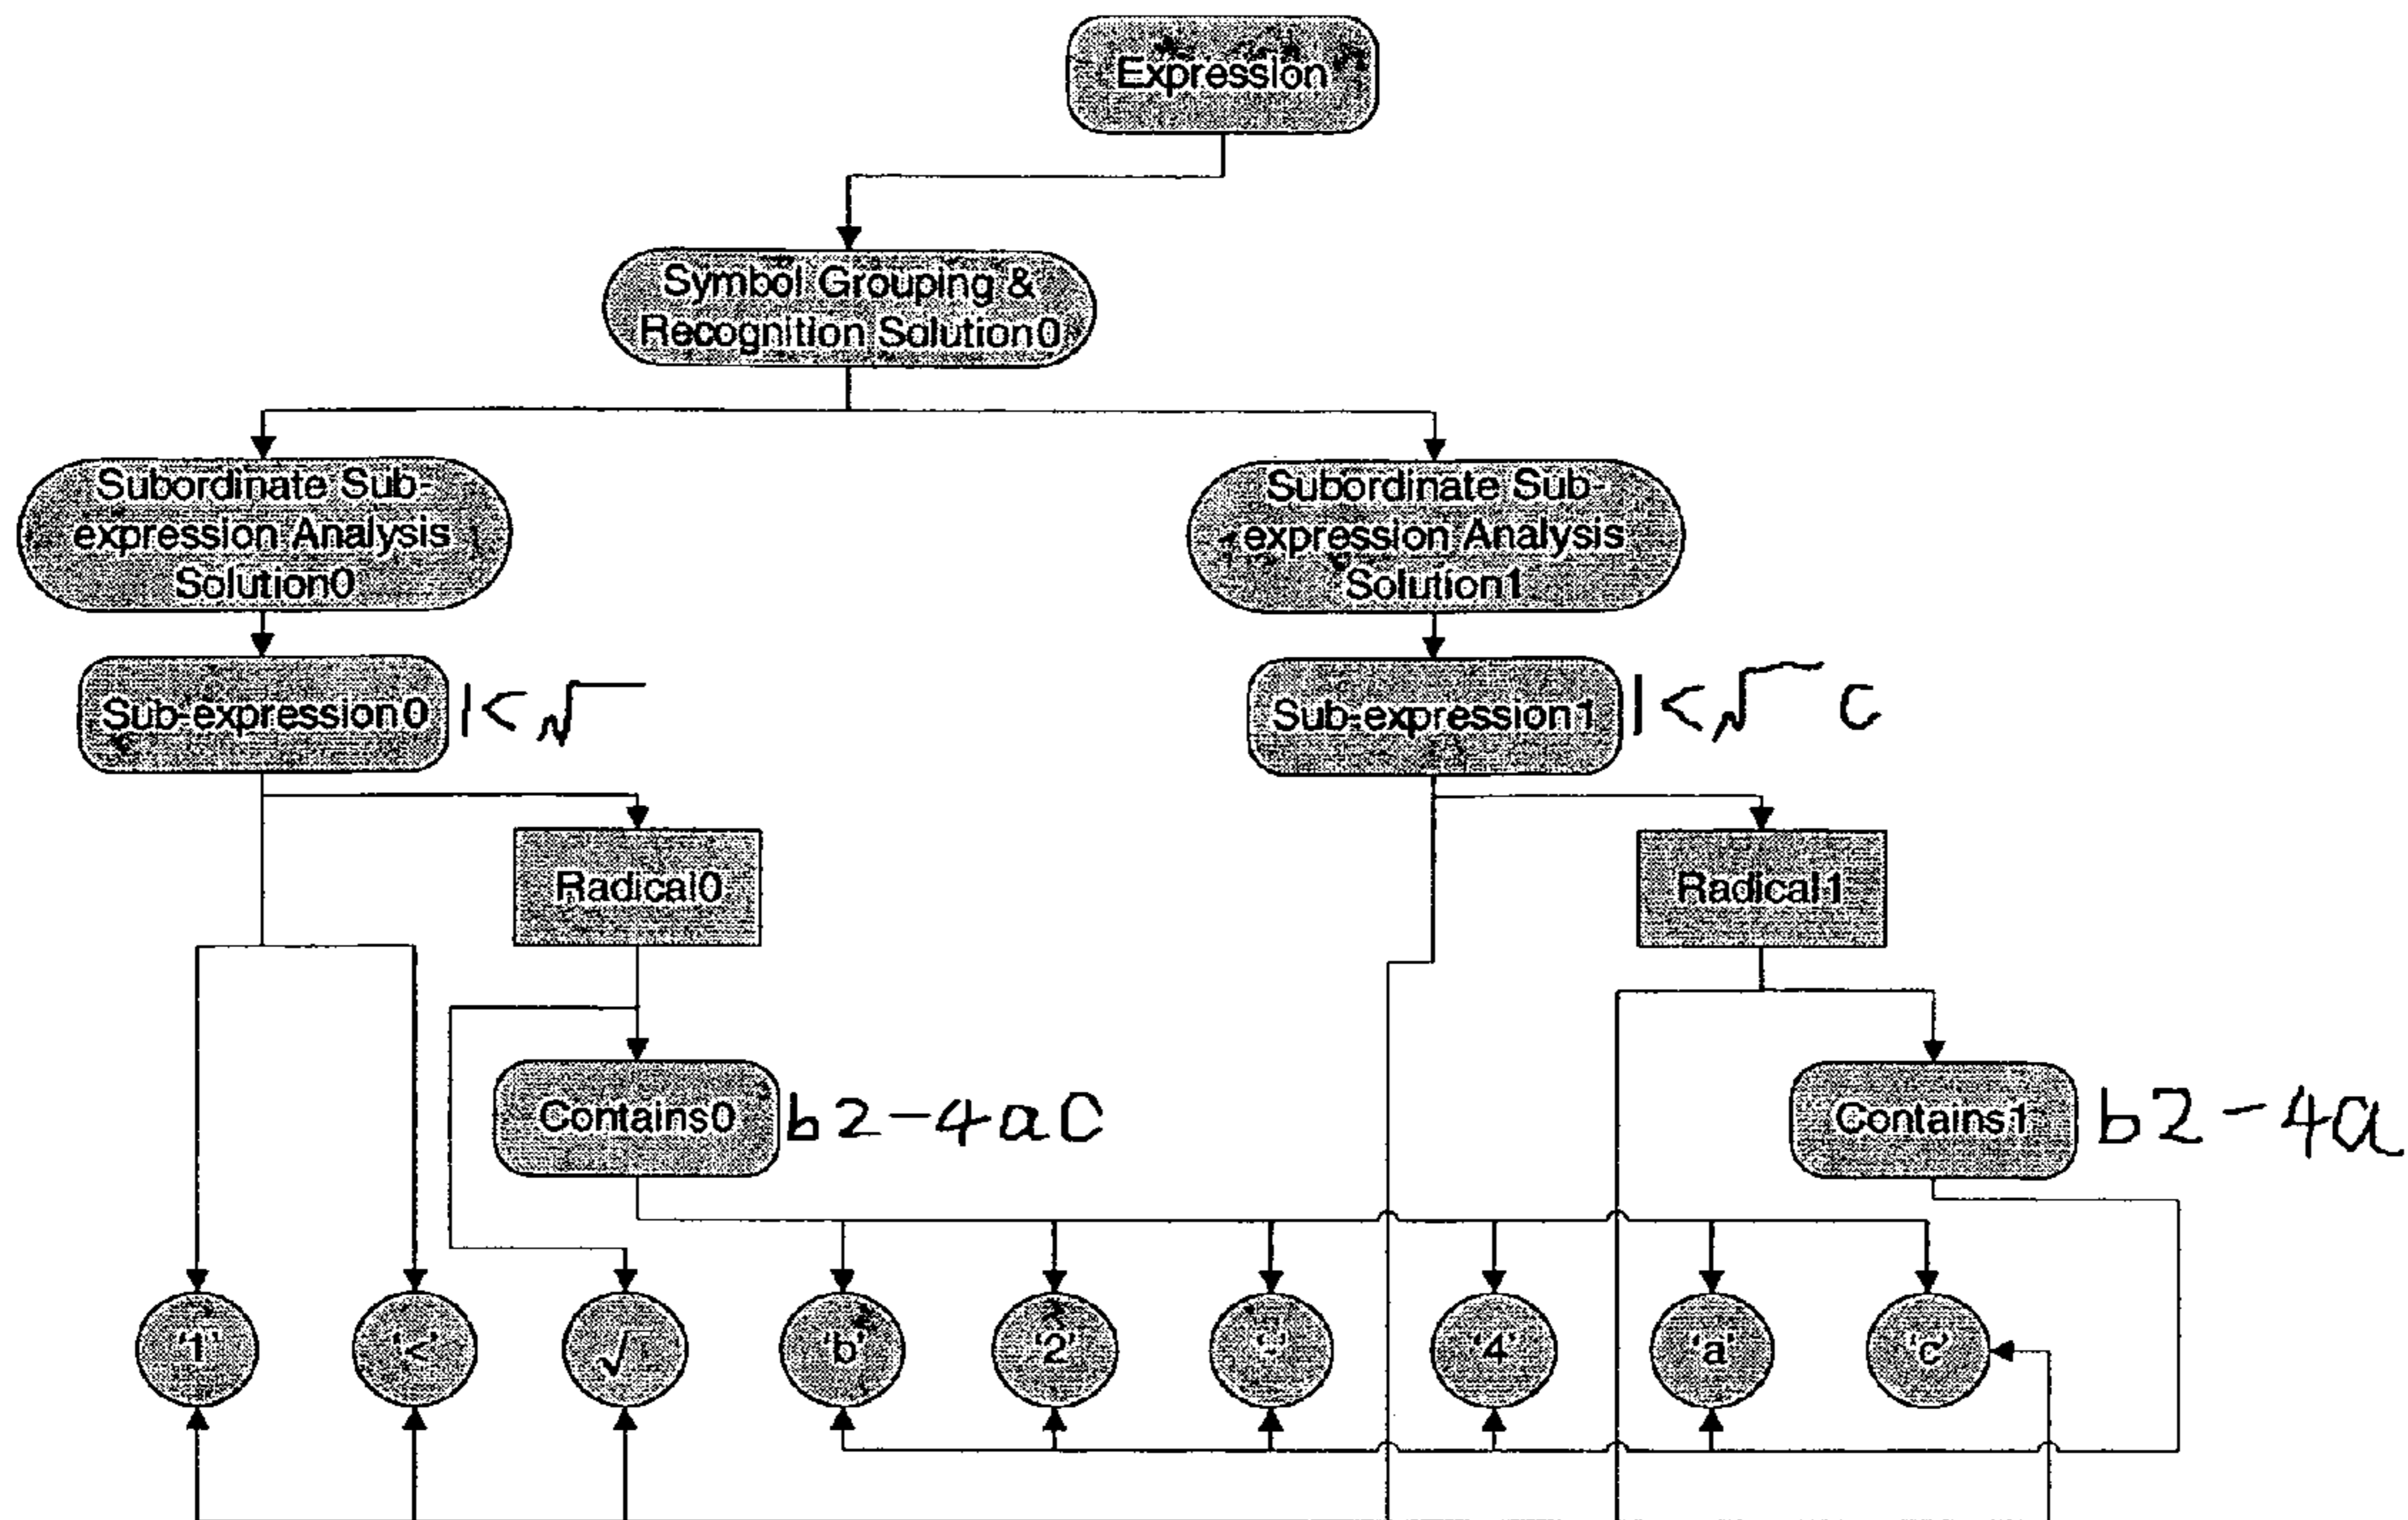 Expression
Symbol Grouping &
Recognition Solution0
Subordinate Sub-
expression Analysis
Solution0
Subordinate Sub-
expression Analysis
Solution1
Sub-expression0
1<√
Sub-expression1
1<√ c
Radical0
Radical1
Contains0
b2-4ac
Contains1
b2-4a
'1'
'<'
√
'b'
'2'
'-'
'4'
'a'
'c'